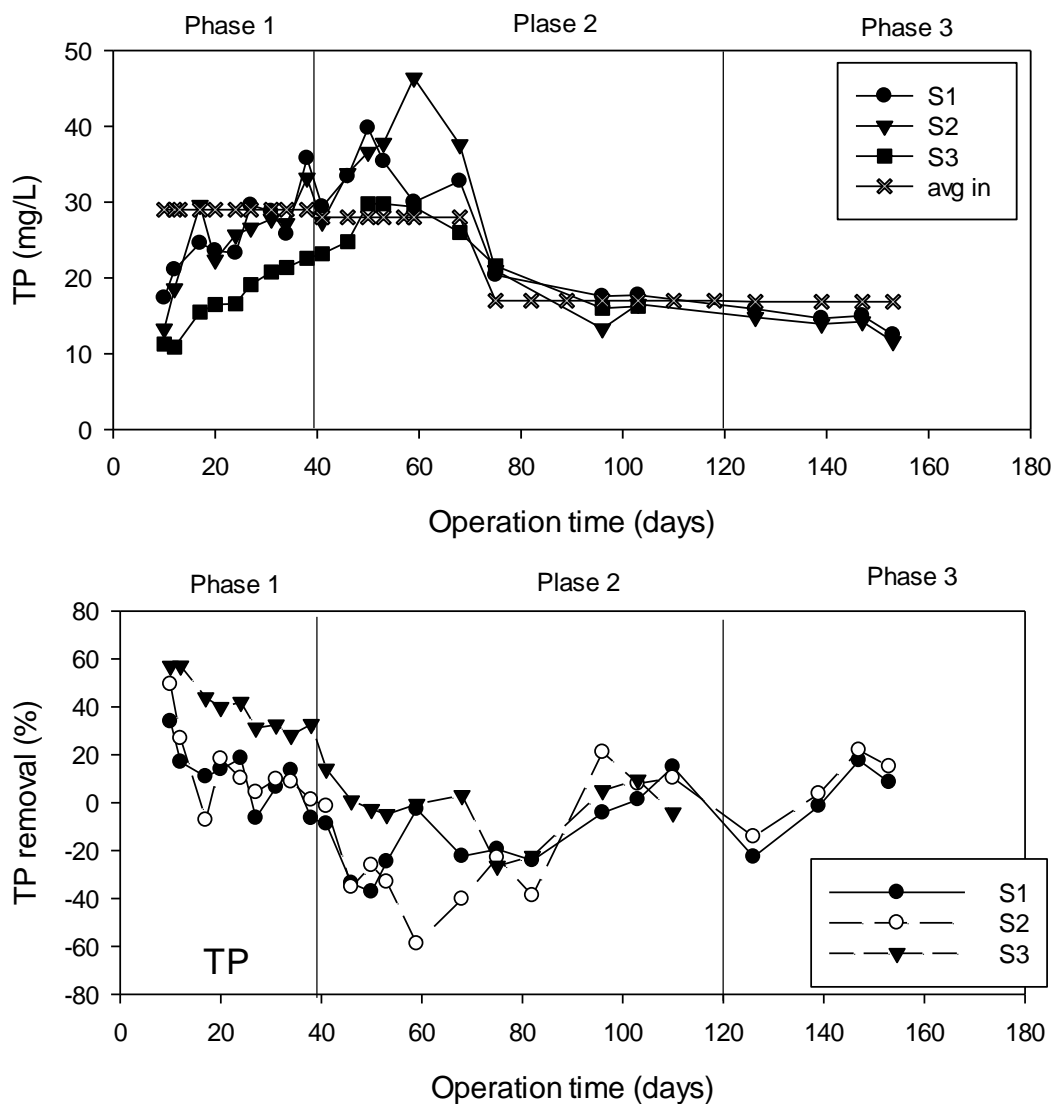 Phase 1 Plase 2 Phase 3
50
40
30
20
10
0
TP (mg/L)
S1
S2
S3
avg in
0 20 40 60 80 100 120 140 160 180
Operation time (days)
Phase 1 Plase 2 Phase 3
80
60
40
20
0
-20
-40
-60
-80
TP removal (%)
TP
S1
S2
S3
0 20 40 60 80 100 120 140 160 180
Operation time (days)